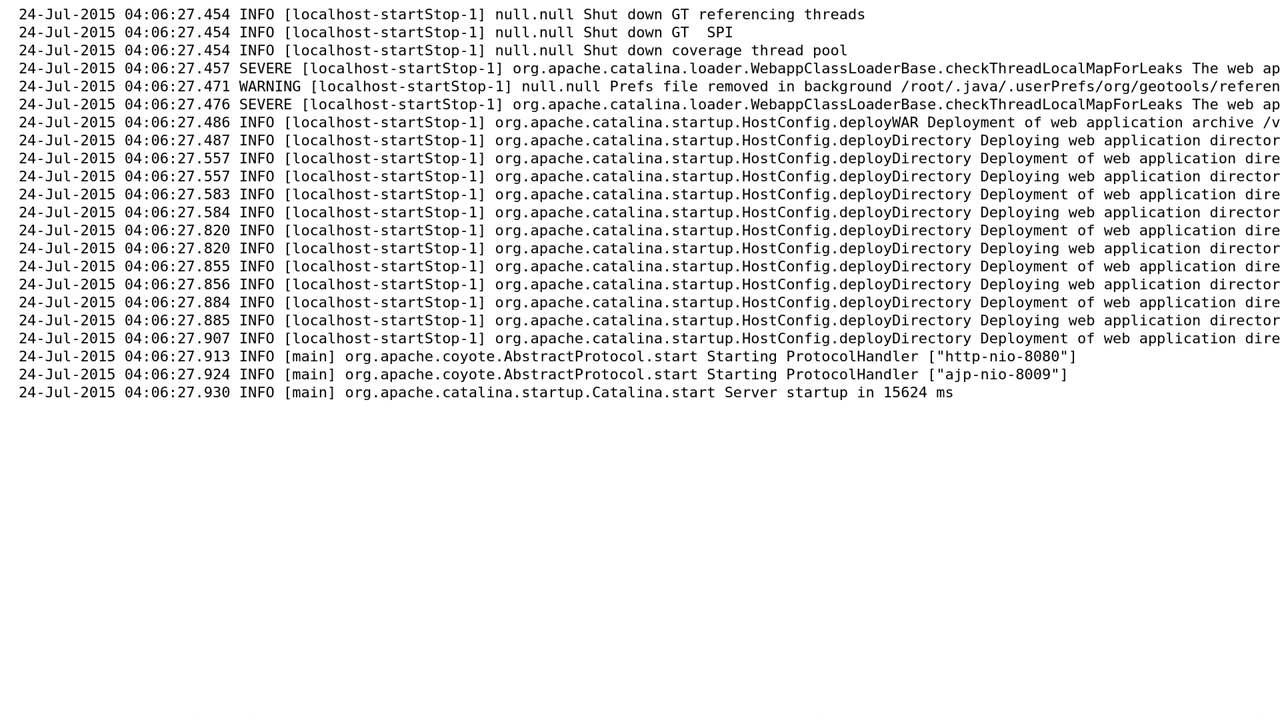 24-Jul-2015 04:06:27.454 INFO [localhost-startStop-1] null.null Shut down GT referencing threads
24-Jul-2015 04:06:27.454 INFO [localhost-startStop-1] null.null Shut down GT  SPI
24-Jul-2015 04:06:27.454 INFO [localhost-startStop-1] null.null Shut down coverage thread pool
24-Jul-2015 04:06:27.457 SEVERE [localhost-startStop-1] org.apache.catalina.loader.WebappClassLoaderBase.checkThreadLocalMapForLeaks The web ap
24-Jul-2015 04:06:27.471 WARNING [localhost-startStop-1] null.null Prefs file removed in background /root/.java/.userPrefs/org/geotools/referen
24-Jul-2015 04:06:27.476 SEVERE [localhost-startStop-1] org.apache.catalina.loader.WebappClassLoaderBase.checkThreadLocalMapForLeaks The web ap
24-Jul-2015 04:06:27.486 INFO [localhost-startStop-1] org.apache.catalina.startup.HostConfig.deployWAR Deployment of web application archive /v
24-Jul-2015 04:06:27.487 INFO [localhost-startStop-1] org.apache.catalina.startup.HostConfig.deployDirectory Deploying web application director
24-Jul-2015 04:06:27.557 INFO [localhost-startStop-1] org.apache.catalina.startup.HostConfig.deployDirectory Deployment of web application dire
24-Jul-2015 04:06:27.557 INFO [localhost-startStop-1] org.apache.catalina.startup.HostConfig.deployDirectory Deploying web application director
24-Jul-2015 04:06:27.583 INFO [localhost-startStop-1] org.apache.catalina.startup.HostConfig.deployDirectory Deployment of web application dire
24-Jul-2015 04:06:27.584 INFO [localhost-startStop-1] org.apache.catalina.startup.HostConfig.deployDirectory Deploying web application director
24-Jul-2015 04:06:27.820 INFO [localhost-startStop-1] org.apache.catalina.startup.HostConfig.deployDirectory Deployment of web application dire
24-Jul-2015 04:06:27.820 INFO [localhost-startStop-1] org.apache.catalina.startup.HostConfig.deployDirectory Deploying web application director
24-Jul-2015 04:06:27.855 INFO [localhost-startStop-1] org.apache.catalina.startup.HostConfig.deployDirectory Deployment of web application dire
24-Jul-2015 04:06:27.856 INFO [localhost-startStop-1] org.apache.catalina.startup.HostConfig.deployDirectory Deploying web application director
24-Jul-2015 04:06:27.884 INFO [localhost-startStop-1] org.apache.catalina.startup.HostConfig.deployDirectory Deployment of web application dire
24-Jul-2015 04:06:27.885 INFO [localhost-startStop-1] org.apache.catalina.startup.HostConfig.deployDirectory Deploying web application director
24-Jul-2015 04:06:27.907 INFO [localhost-startStop-1] org.apache.catalina.startup.HostConfig.deployDirectory Deployment of web application dire
24-Jul-2015 04:06:27.913 INFO [main] org.apache.coyote.AbstractProtocol.start Starting ProtocolHandler ["http-nio-8080"]
24-Jul-2015 04:06:27.924 INFO [main] org.apache.coyote.AbstractProtocol.start Starting ProtocolHandler ["ajp-nio-8009"]
24-Jul-2015 04:06:27.930 INFO [main] org.apache.catalina.startup.Catalina.start Server startup in 15624 ms